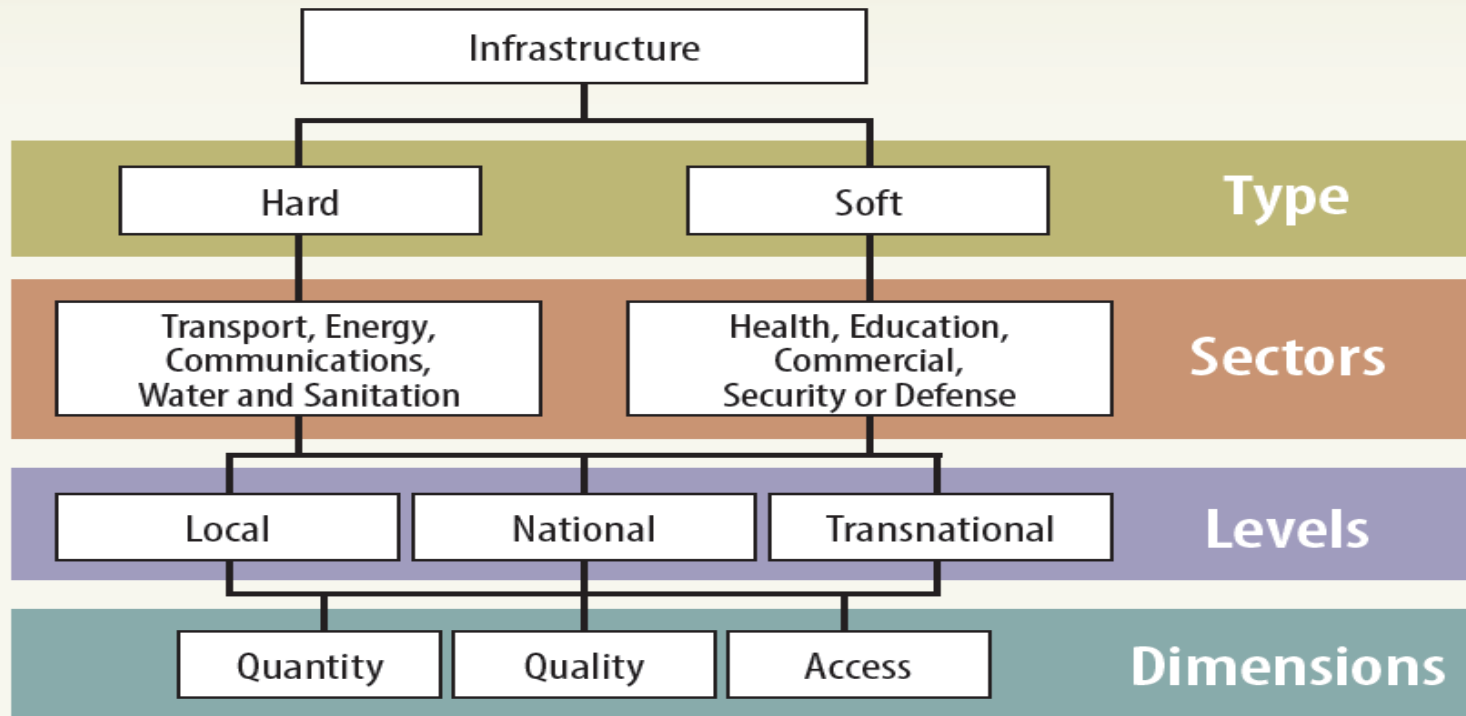 Infrastructure
Hard
Soft
Type
Transport, Energy,
Communications,
Water and Sanitation
Health, Education,
Commercial,
Security or Defense
Sectors
Local
National
Transnational
Levels
Quantity
Quality
Access
Dimensions